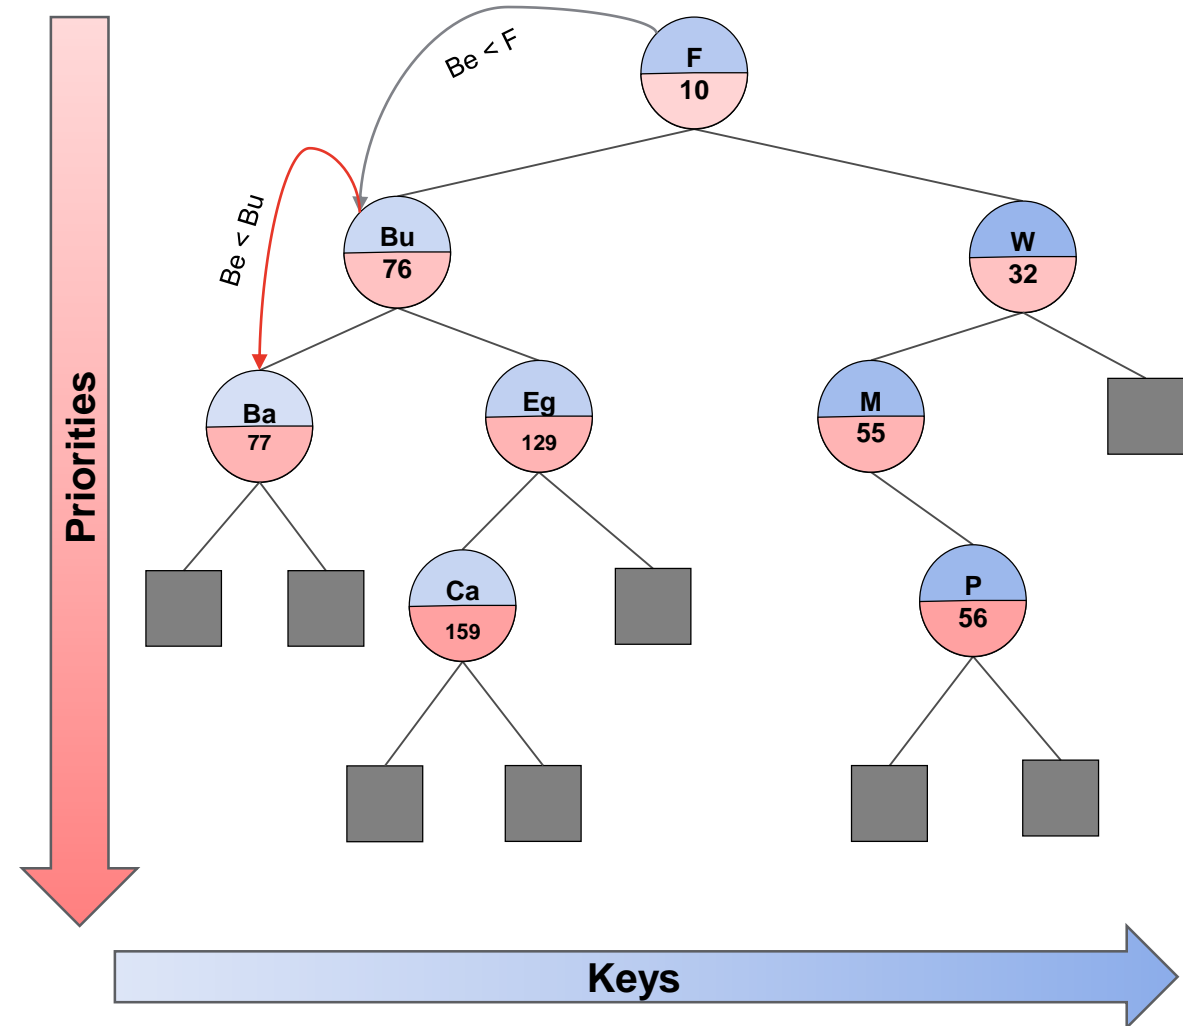 Be < F
F
10
Be < Bu
Bu
76
W
32
Ba
77
Eg
129
M
55
Ca
159
P
56
Priorities
Keys